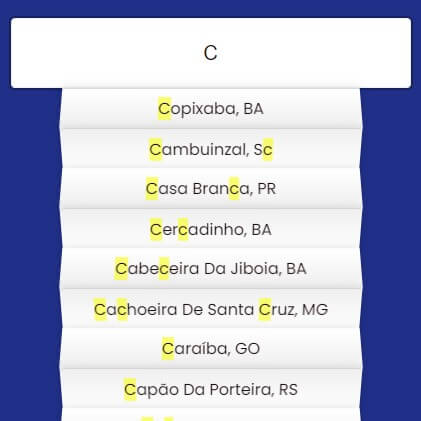 C
Copixaba, BA
Cambuinzal, Sc
Casa Branca, PR
Cercadinho, BA
Cabeceira Da Jiboia, BA
Cachoeira De Santa Cruz, MG
Caraíba, GO
Capão Da Porteira, RS